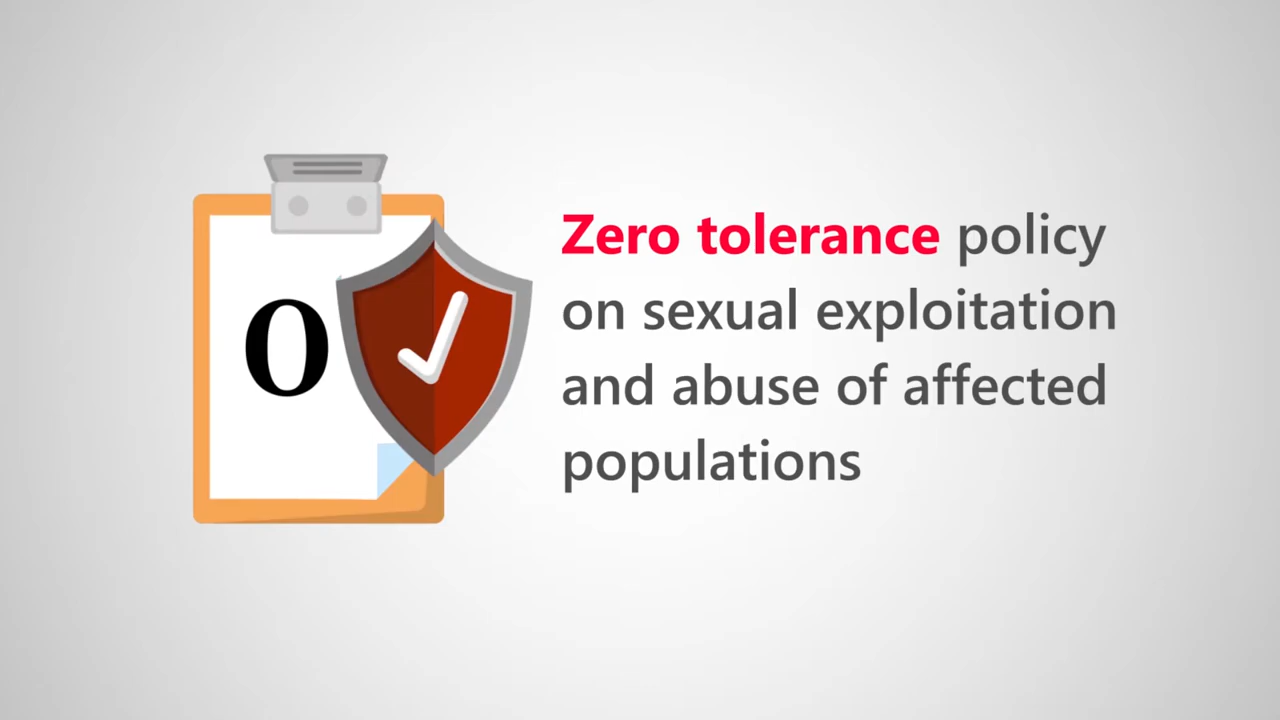 0
Zero tolerance policy
on sexual exploitation
and abuse of affected
populations